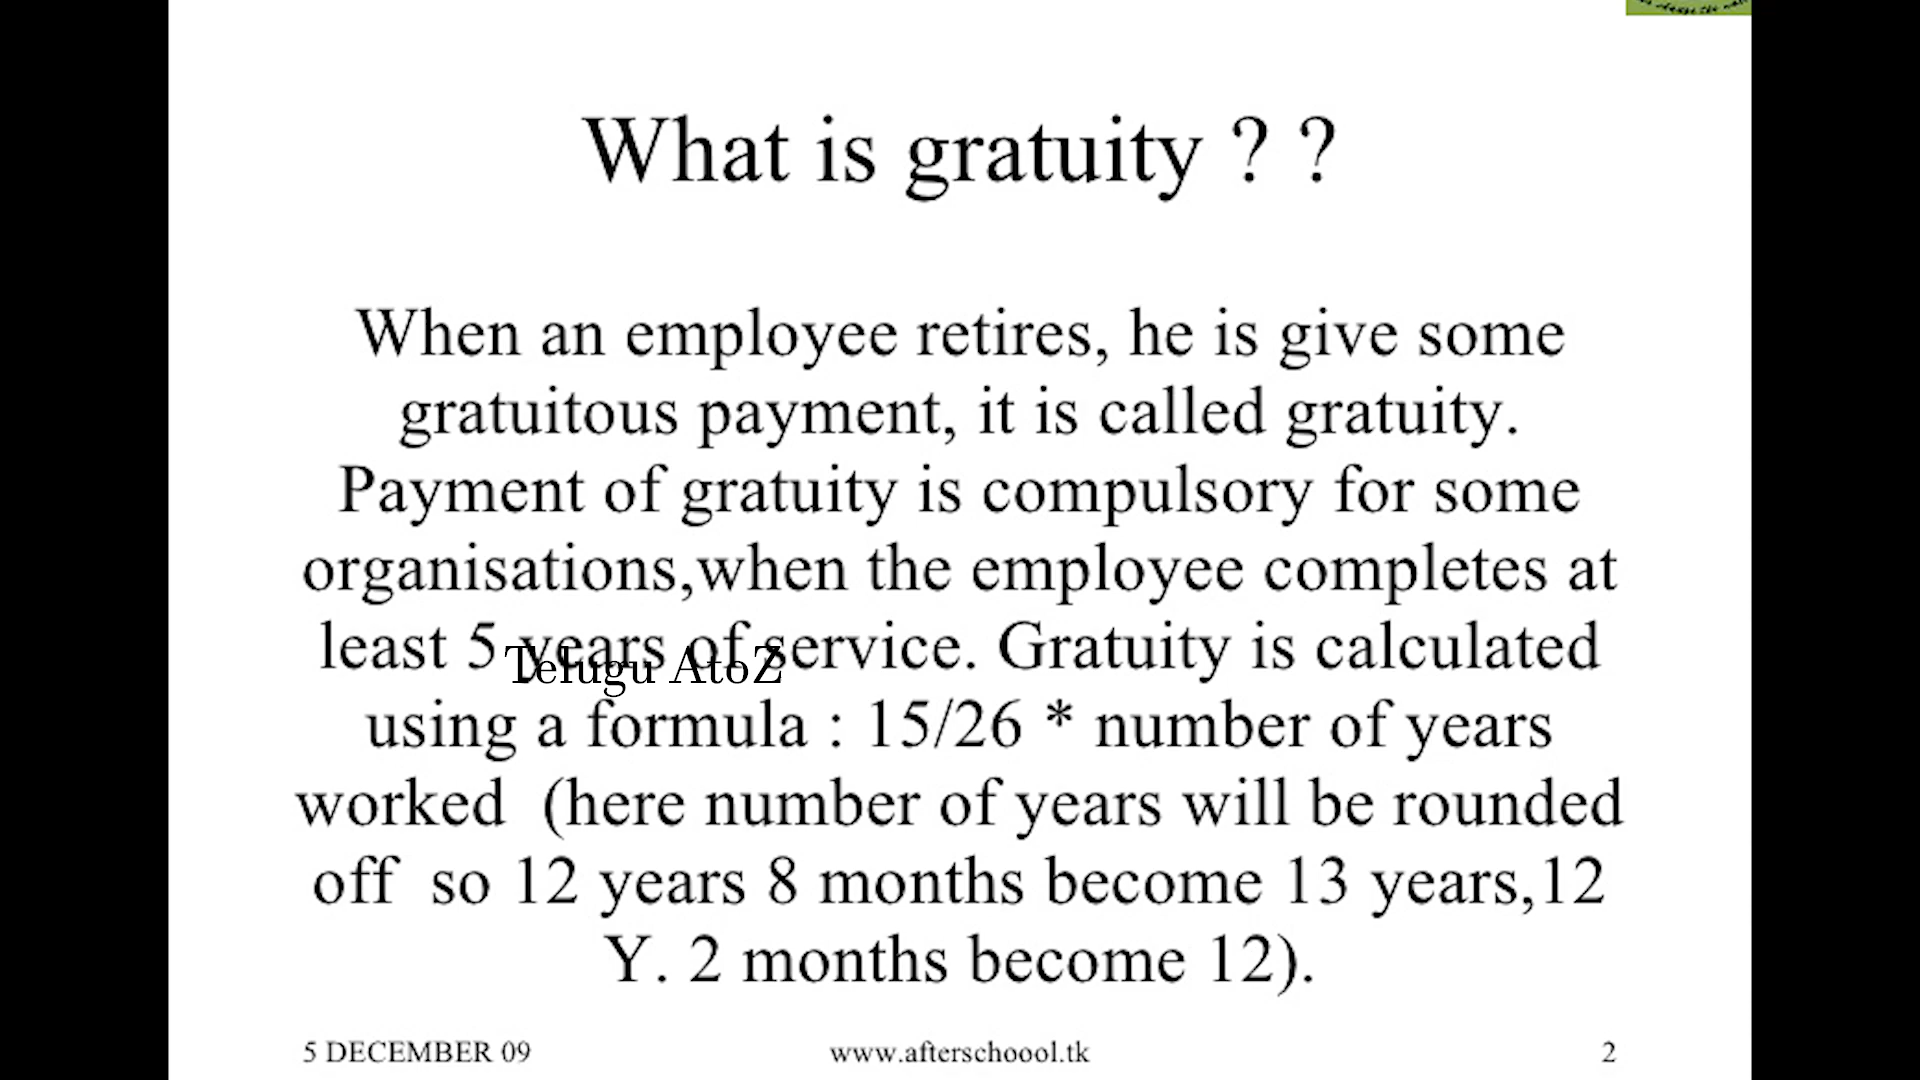 What is gratuity ? ?
When an employee retires, he is give some
gratuitous payment, it is called gratuity.
Payment of gratuity is compulsory for some
organisations,when the employee completes at
least 5 years of service. Gratuity is calculated
Telugu AtoZ
using a formula : 15/26 * number of years
worked  (here number of years will be rounded
off  so 12 years 8 months become 13 years,12
Y. 2 months become 12).
5 DECEMBER 09
www.afterschoool.tk
2